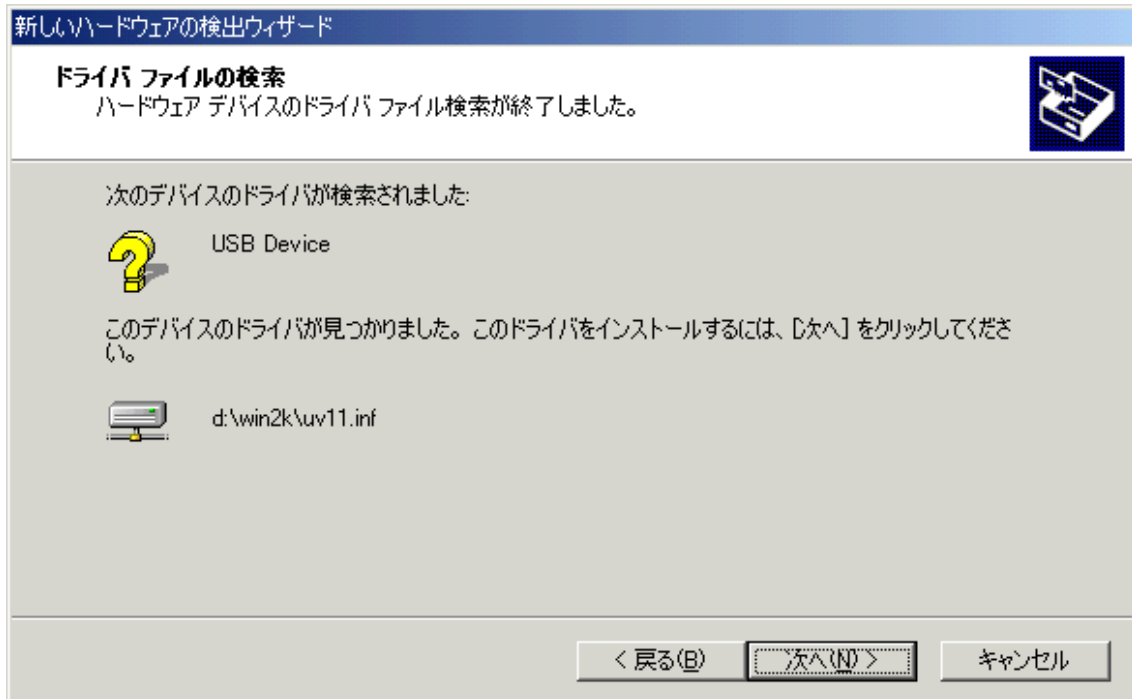 新しいハードウェアの検出ウィザード
ドライバ ファイルの検索
ハードウェア デバイスのドライバ ファイル検索が終了しました。
次のデバイスのドライバが検索されました:
USB Device
このデバイスのドライバが見つかりました。このドライバをインストールするには、[次へ] をクリックしてくださ
い。
d:\win2k\uv11.inf
< 戻る(B)
次へ(N) >
キャンセル